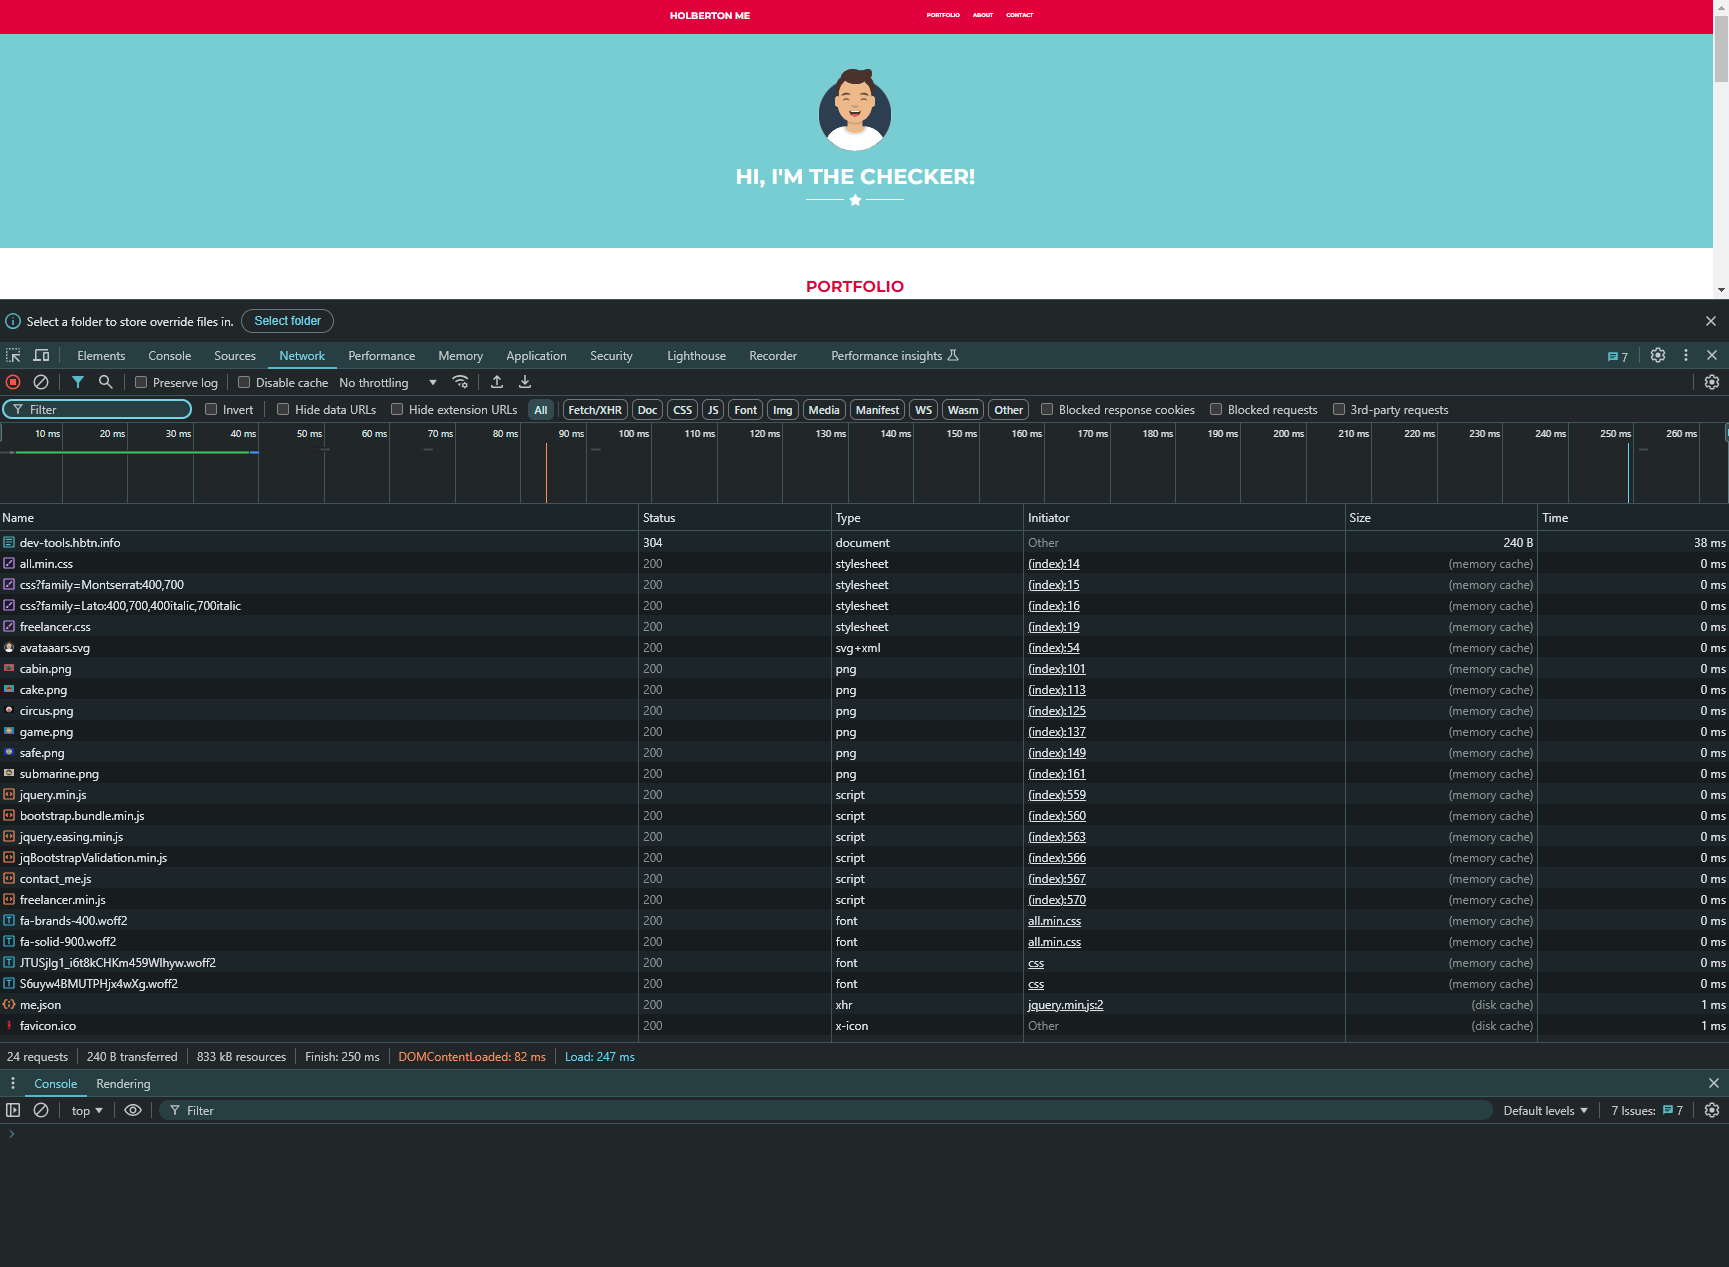 HOLBERTON ME PORTFOLIO ABOUT CONTACT
HI, I'M THE CHECKER!
PORTFOLIO
Select a folder to store override files in. Select folder
Elements Console Sources Network Performance Memory Application Security Lighthouse Recorder Performance insights 7
Preserve log Disable cache No throttling
Filter Invert Hide data URLs Hide extension URLs All Fetch/XHR Doc CSS JS Font Img Media Manifest WS Wasm Other Blocked response cookies Blocked requests 3rd-party requests
10 ms 20 ms 30 ms 40 ms 50 ms 60 ms 70 ms 80 ms 90 ms 100 ms 110 ms 120 ms 130 ms 140 ms 150 ms 160 ms 170 ms 180 ms 190 ms 200 ms 210 ms 220 ms 230 ms 240 ms 250 ms 260 ms
Name Status Type Initiator Size Time
dev-tools.hbtn.info 304 document Other 240 B 38 ms
all.min.css 200 stylesheet (index):14 (memory cache) 0 ms
css?family=Montserrat:400,700 200 stylesheet (index):15 (memory cache) 0 ms
css?family=Lato:400,700,400italic,700italic 200 stylesheet (index):16 (memory cache) 0 ms
freelancer.css 200 stylesheet (index):19 (memory cache) 0 ms
avataaars.svg 200 svg+xml (index):54 (memory cache) 0 ms
cabin.png 200 png (index):101 (memory cache) 0 ms
cake.png 200 png (index):113 (memory cache) 0 ms
circus.png 200 png (index):125 (memory cache) 0 ms
game.png 200 png (index):137 (memory cache) 0 ms
safe.png 200 png (index):149 (memory cache) 0 ms
submarine.png 200 png (index):161 (memory cache) 0 ms
jquery.min.js 200 script (index):559 (memory cache) 0 ms
bootstrap.bundle.min.js 200 script (index):560 (memory cache) 0 ms
jquery.easing.min.js 200 script (index):563 (memory cache) 0 ms
jqBootstrapValidation.min.js 200 script (index):566 (memory cache) 0 ms
contact_me.js 200 script (index):567 (memory cache) 0 ms
freelancer.min.js 200 script (index):570 (memory cache) 0 ms
fa-brands-400.woff2 200 font all.min.css (memory cache) 0 ms
fa-solid-900.woff2 200 font all.min.css (memory cache) 0 ms
JTUSjIg1_i6t8kCHKm459Wlhyw.woff2 200 font css (memory cache) 0 ms
S6uyw4BMUTPHjx4wXg.woff2 200 font css (memory cache) 0 ms
me.json 200 xhr jquery.min.js:2 (disk cache) 1 ms
favicon.ico 200 x-icon Other (disk cache) 1 ms
24 requests 240 B transferred 833 kB resources Finish: 250 ms DOMContentLoaded: 82 ms Load: 247 ms
Console Rendering
top Filter Default levels 7 Issues: 7